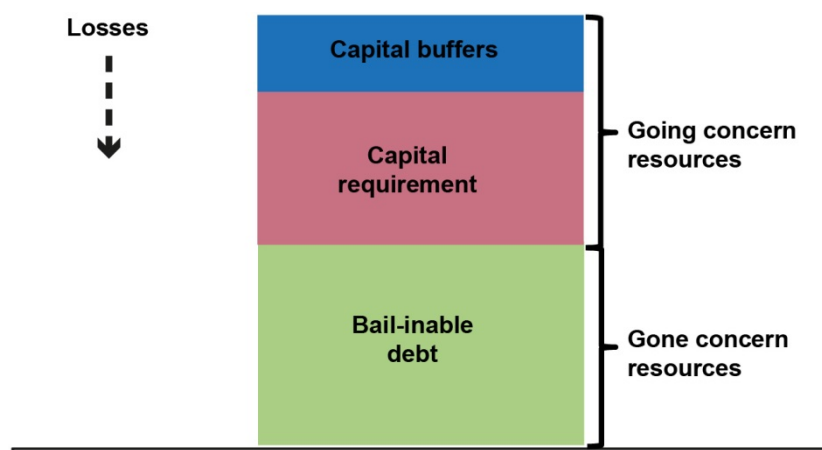 Losses
Capital buffers
Capital
requirement
Going concern
resources
Bail-inable
debt
Gone concern
resources